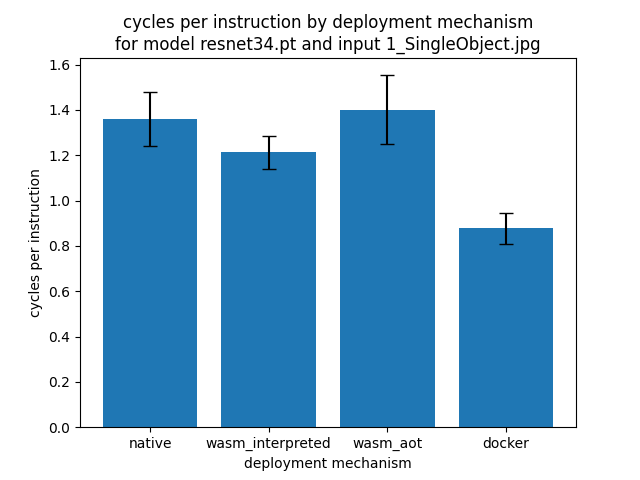 cycles per instruction by deployment mechanism
for model resnet34.pt and input 1_SingleObject.jpg
1.6
1.4
1.2
1.0
0.8
0.6
0.4
0.2
0.0
cycles per instruction
native wasm_interpreted wasm_aot docker
deployment mechanism